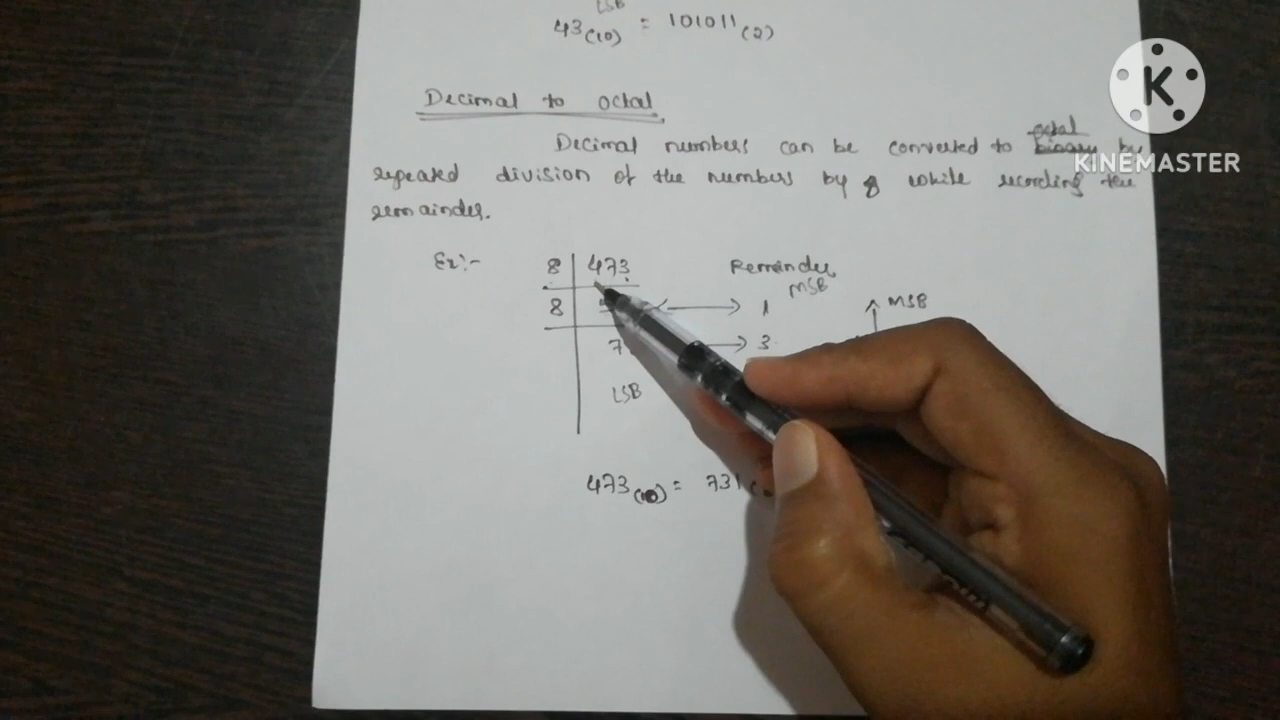 LSB
43(10) = 101011(2)
Decimal to octal
octal
Decimal numbers can be converted to binary by
repeated division of the numbers by 8 while recording the
remainder.
Ex:-
8 473 Reminder
MSB
8 1 MSB
7 3
LSB
473(10) = 731
K
KINEMASTER